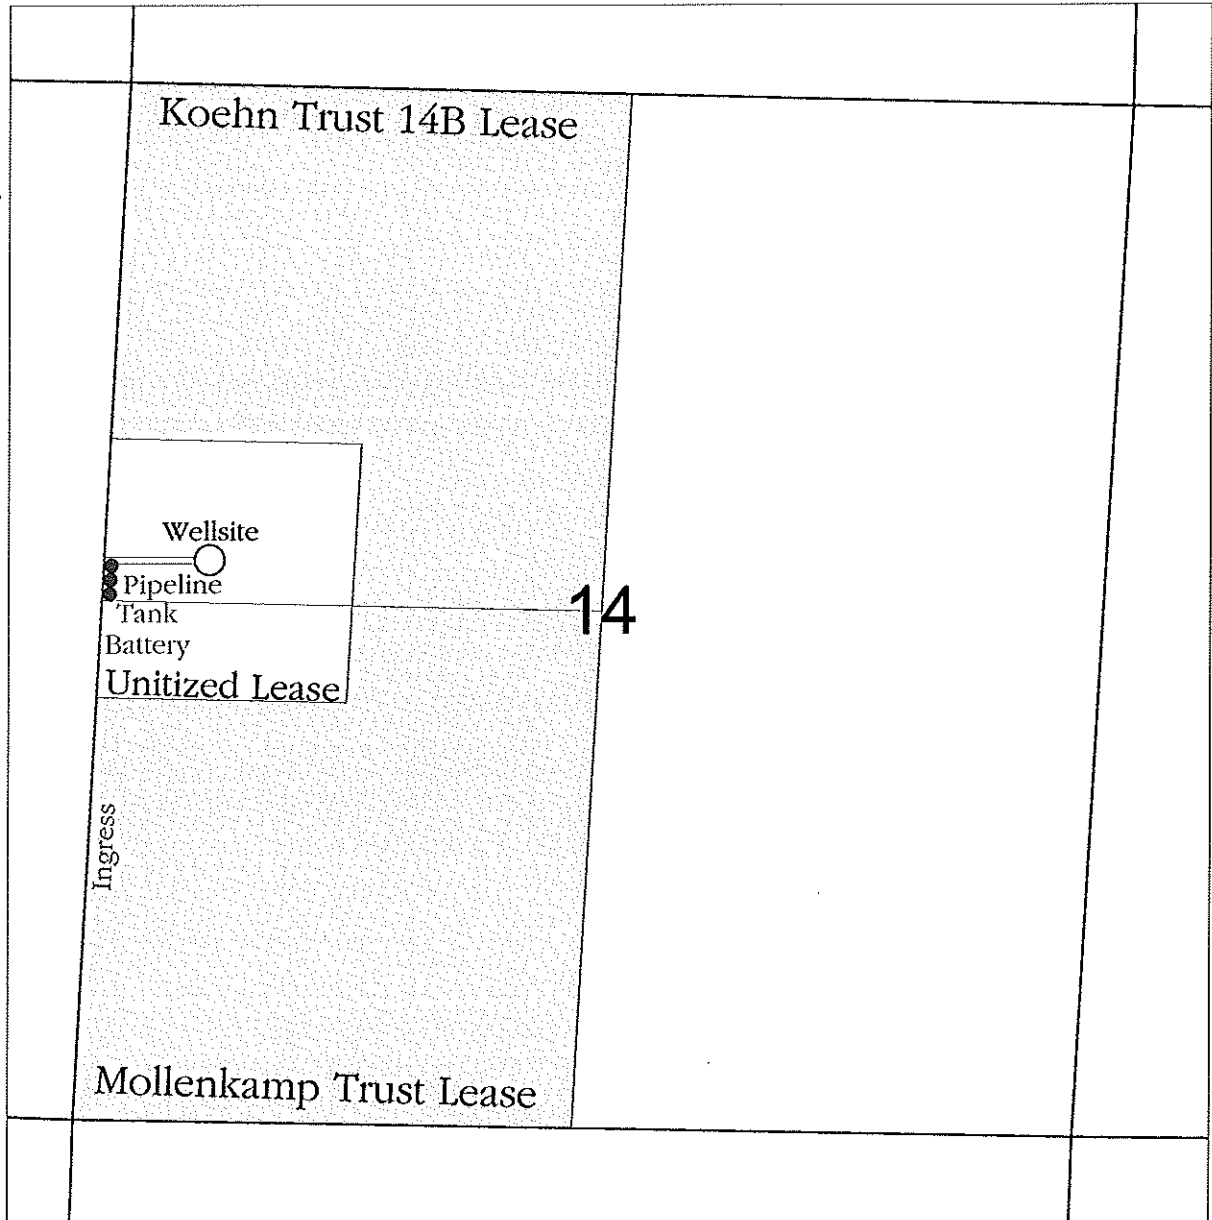 Koehn Trust 14B Lease
Wellsite
Pipeline
Tank
Battery
14
Unitized Lease
Ingress
Mollenkamp Trust Lease